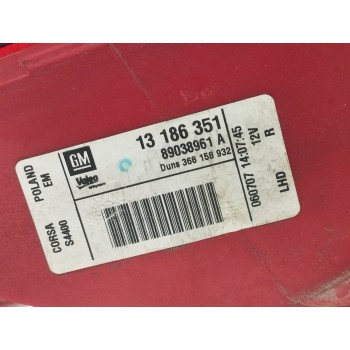 POLAND
EM
CORSA
S4400
GM
Valeo
13 186 351
89038961 A
Duns 368 158 932
060707 14:07:45
12V
R
LHD